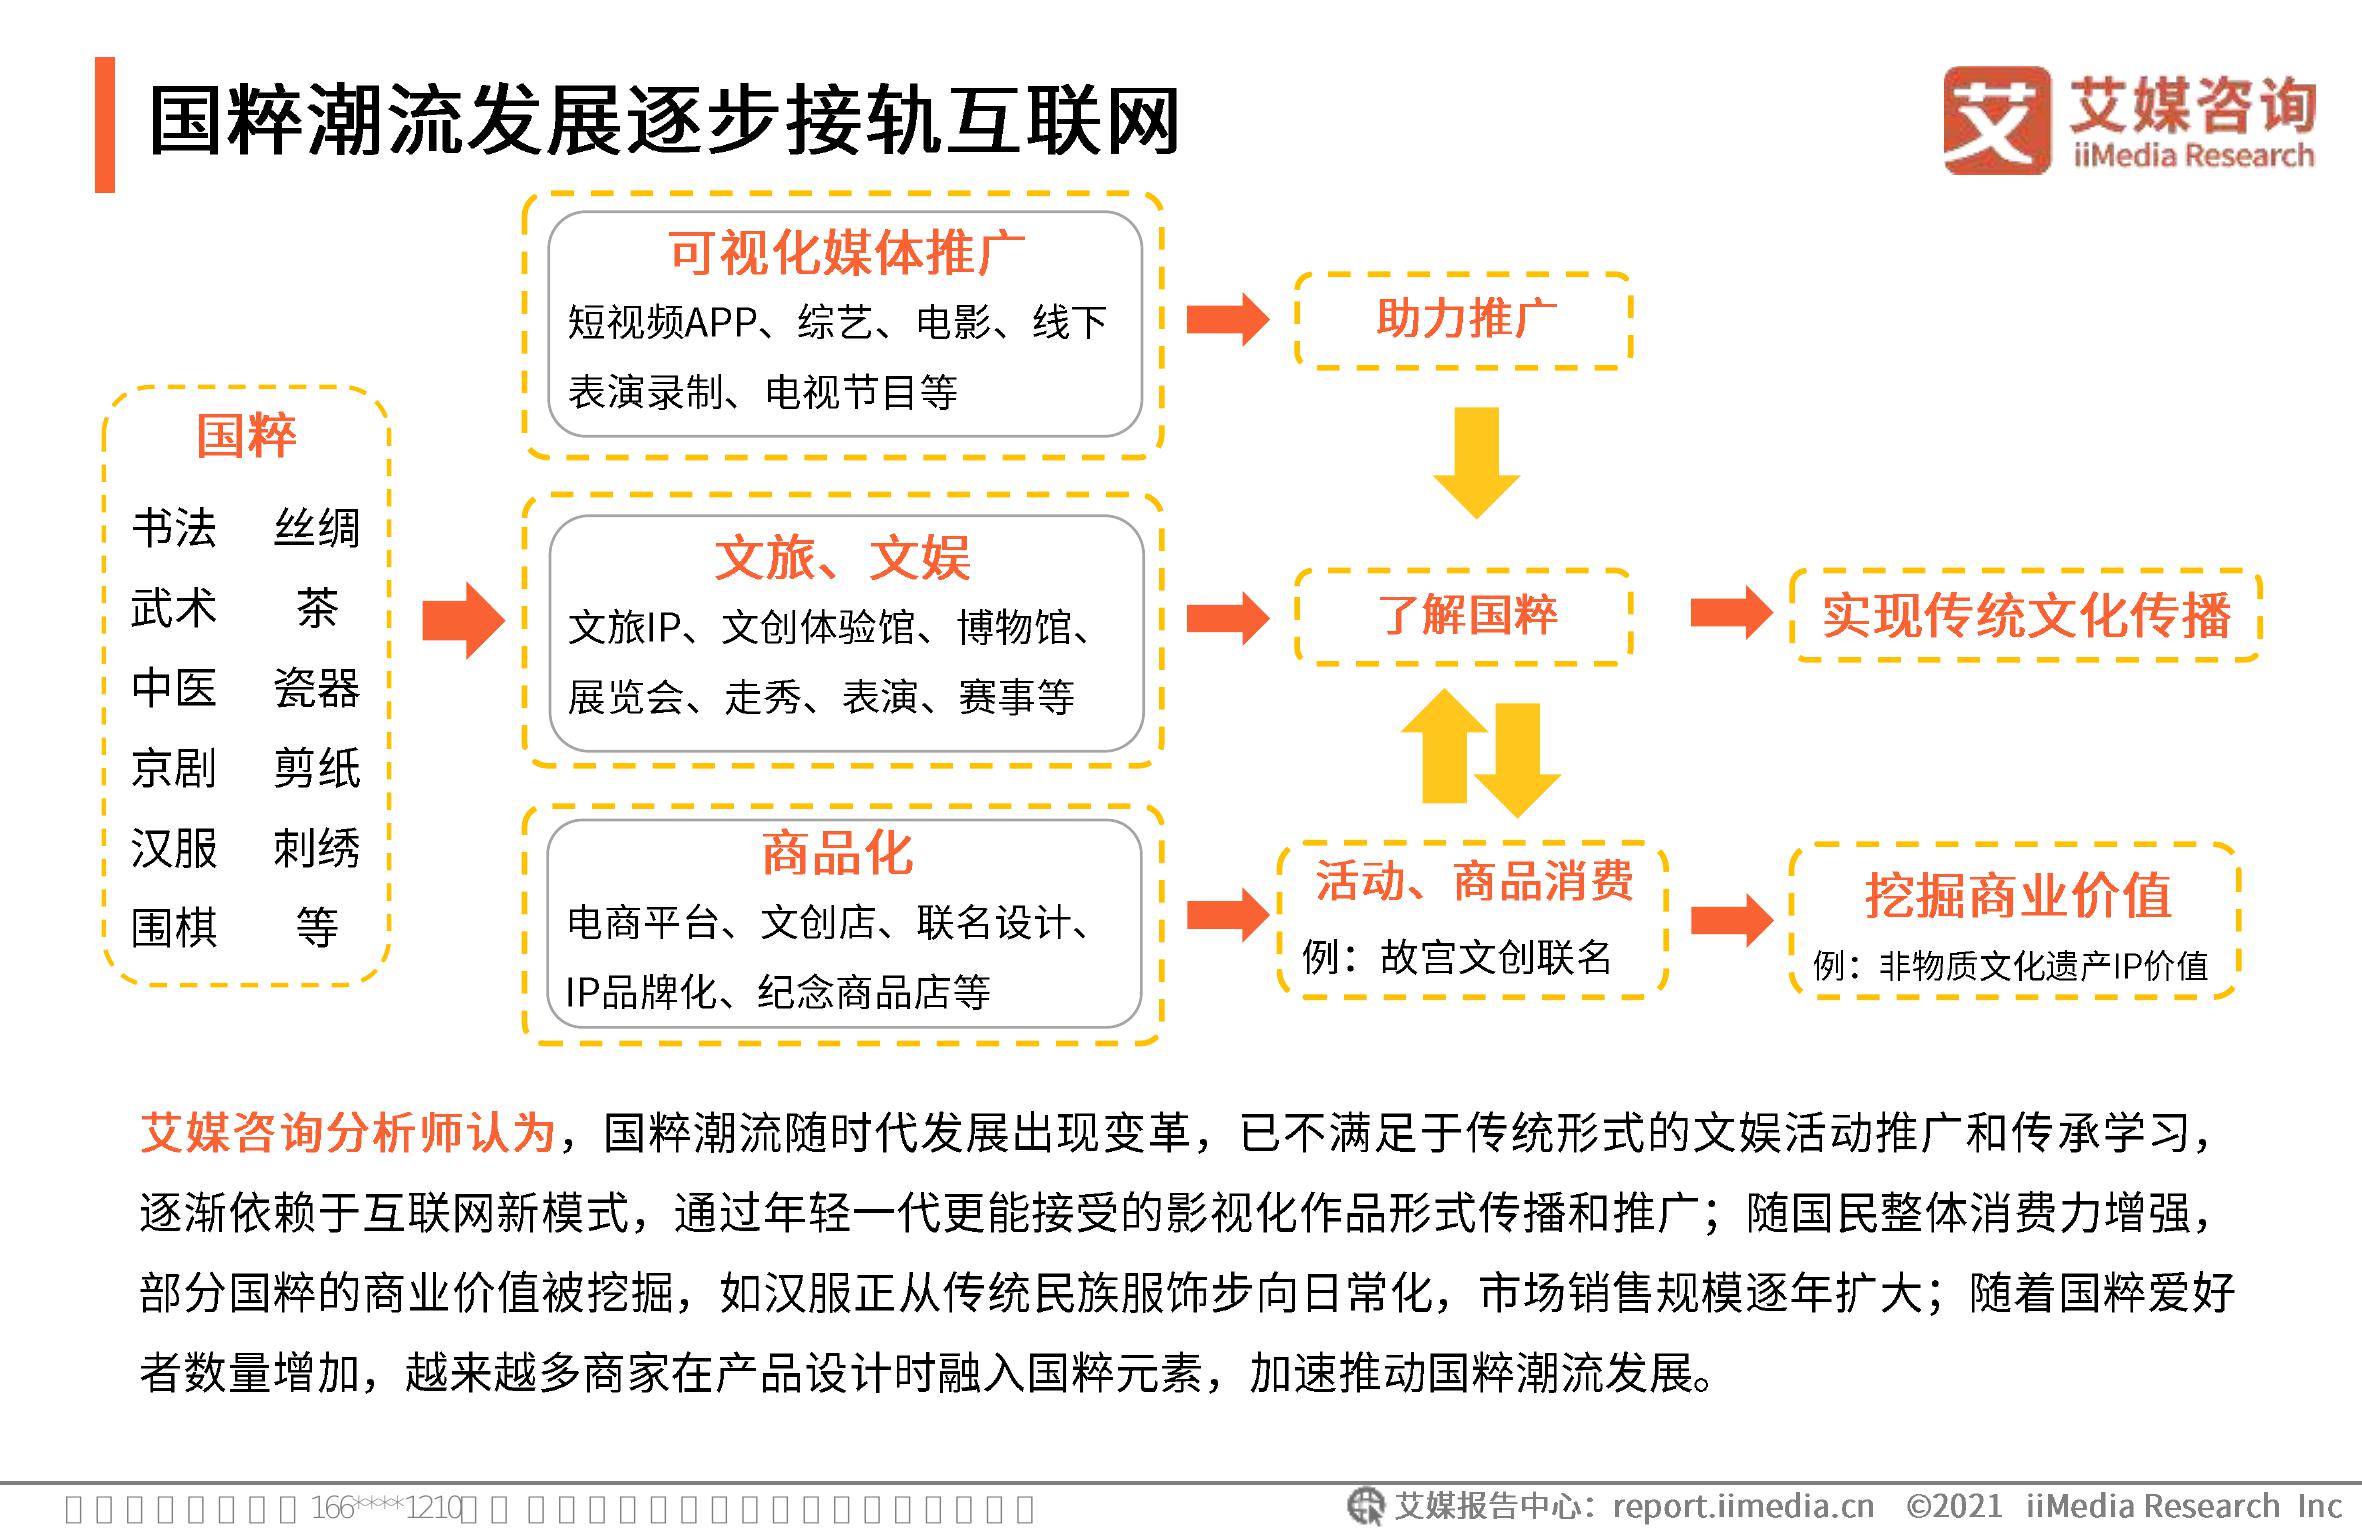 国粹潮流发展逐步接轨互联网
艾 艾媒咨询
iiMedia Research
国粹
书法 丝绸
武术 茶
中医 瓷器
京剧 剪纸
汉服 刺绣
围棋 等
可视化媒体推广
短视频APP、综艺、电影、线下
表演录制、电视节目等
文旅、文娱
文旅IP、文创体验馆、博物馆、
展览会、走秀、表演、赛事等
商品化
电商平台、文创店、联名设计、
IP品牌化、纪念商品店等
助力推广
了解国粹
活动、商品消费
例：故宫文创联名
实现传统文化传播
挖掘商业价值
例：非物质文化遗产IP价值
艾媒咨询分析师认为，国粹潮流随时代发展出现变革，已不满足于传统形式的文娱活动推广和传承学习，
逐渐依赖于互联网新模式，通过年轻一代更能接受的影视化作品形式传播和推广；随国民整体消费力增强，
部分国粹的商业价值被挖掘，如汉服正从传统民族服饰步向日常化，市场销售规模逐年扩大；随着国粹爱好
者数量增加，越来越多商家在产品设计时融入国粹元素，加速推动国粹潮流发展。
166****1210
艾媒报告中心：report.iimedia.cn ©2021 iiMedia Research Inc